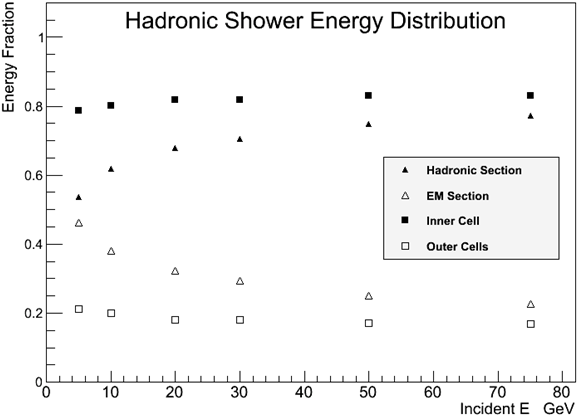 Hadronic Shower Energy Distribution
Energy Fraction
1
0.8
0.6
0.4
0.2
0
Hadronic Section
EM Section
Inner Cell
Outer Cells
0 10 20 30 40 50 60 70 80
Incident E GeV